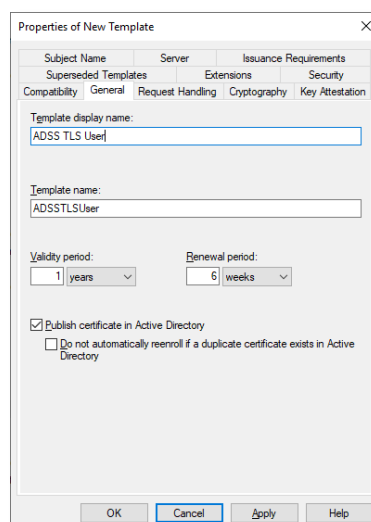 Properties of New Template
Subject Name Server Issuance Requirements
Superseded Templates Extensions Security
Compatibility General Request Handling Cryptography Key Attestation
Template display name:
ADSS TLS User
Template name:
ADSSTLSUser
Validity period: Renewal period:
1 years 6 weeks
Publish certificate in Active Directory
Do not automatically reenroll if a duplicate certificate exists in Active
Directory
OK Cancel Apply Help